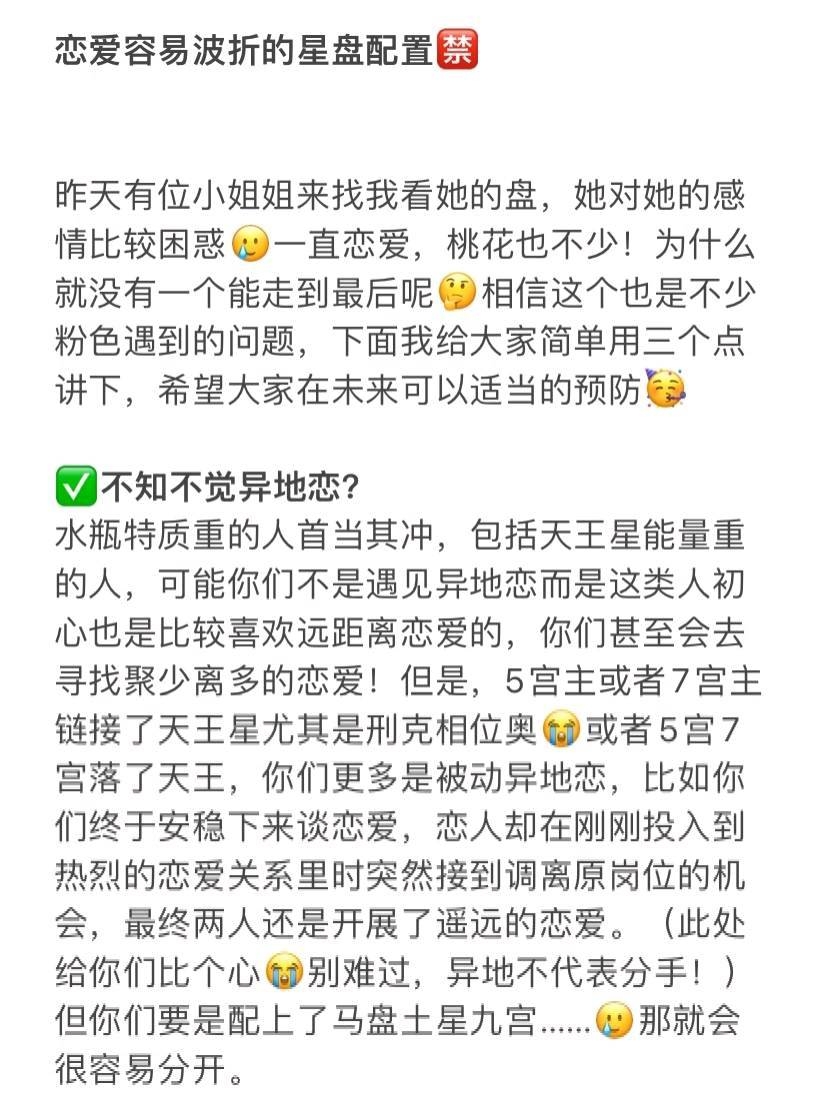 恋爱容易波折的星盘配置🈲
昨天有位小姐姐来找我看她的盘，她对她的感
情比较困惑🥲一直恋爱，桃花也不少！为什么
就没有一个能走到最后呢🤔相信这个也是不少
粉色遇到的问题，下面我给大家简单用三个点
讲下，希望大家在未来可以适当的预防🥳
✅不知不觉异地恋?
水瓶特质重的人首当其冲，包括天王星能量重
的人，可能你们不是遇见异地恋而是这类人初
心也是比较喜欢远距离恋爱的，你们甚至会去
寻找聚少离多的恋爱！但是，5宫主或者7宫主
链接了天王星尤其是刑克相位奥😭或者5宫7
宫落了天王，你们更多是被动异地恋，比如你
们终于安稳下来谈恋爱，恋人却在刚刚投入到
热烈的恋爱关系里时突然接到调离原岗位的机
会，最终两人还是开展了遥远的恋爱。（此处
给你们比个心😭别难过，异地不代表分手！）
但你们要是配上了马盘土星九宫......🥲那就会
很容易分开。